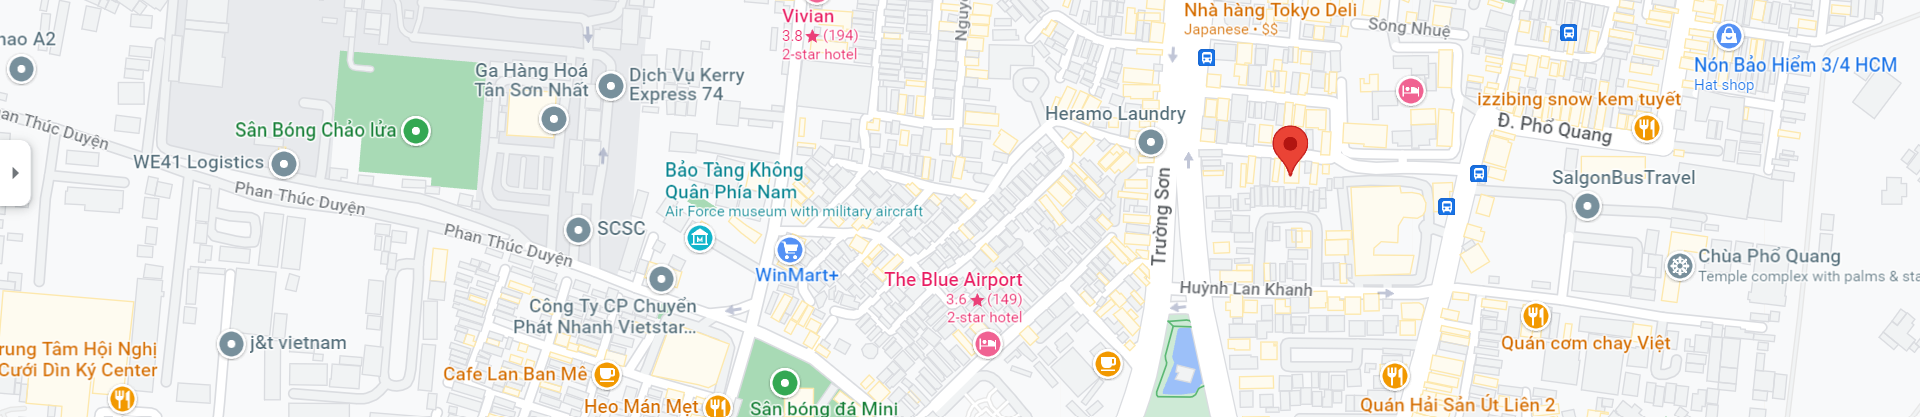 hao A2
Phan Thúc Duyện
Sân Bóng Chảo lửa
WE41 Logistics
Phan Thúc Duyện
Ga Hàng Hoá
Tân Sơn Nhất
Dịch Vụ Kerry
Express 74
SCSC
Phan Thúc Duyện
Vivian
3.8 ★ (194)
2-star hotel
Bảo Tàng Không
Quân Phía Nam
Air Force museum with military aircraft
WinMart+
The Blue Airport
3.6 ★ (149)
2-star hotel
Công Ty CP Chuyển
Phát Nhanh Vietstar...
j&t vietnam
rung Tâm Hội Nghị
Cưới Dìn Ký Center
Cafe Lan Ban Mê
Heo Mán Mẹt
Sân bóng đá Mini
Nguy
Heramo Laundry
Trường Sơn
Nhà hàng Tokyo Deli
Japanese • $$
Sông Nhuệ
Nón Bảo Hiểm 3/4 HCM
Hat shop
izzibing snow kem tuyết
Đ. Phổ Quang
SalgonBusTravel
Chùa Phổ Quang
Temple complex with palms & sta
Huỳnh Lan Khanh
Quán cơm chay Việt
Quán Hải Sản Út Liên 2